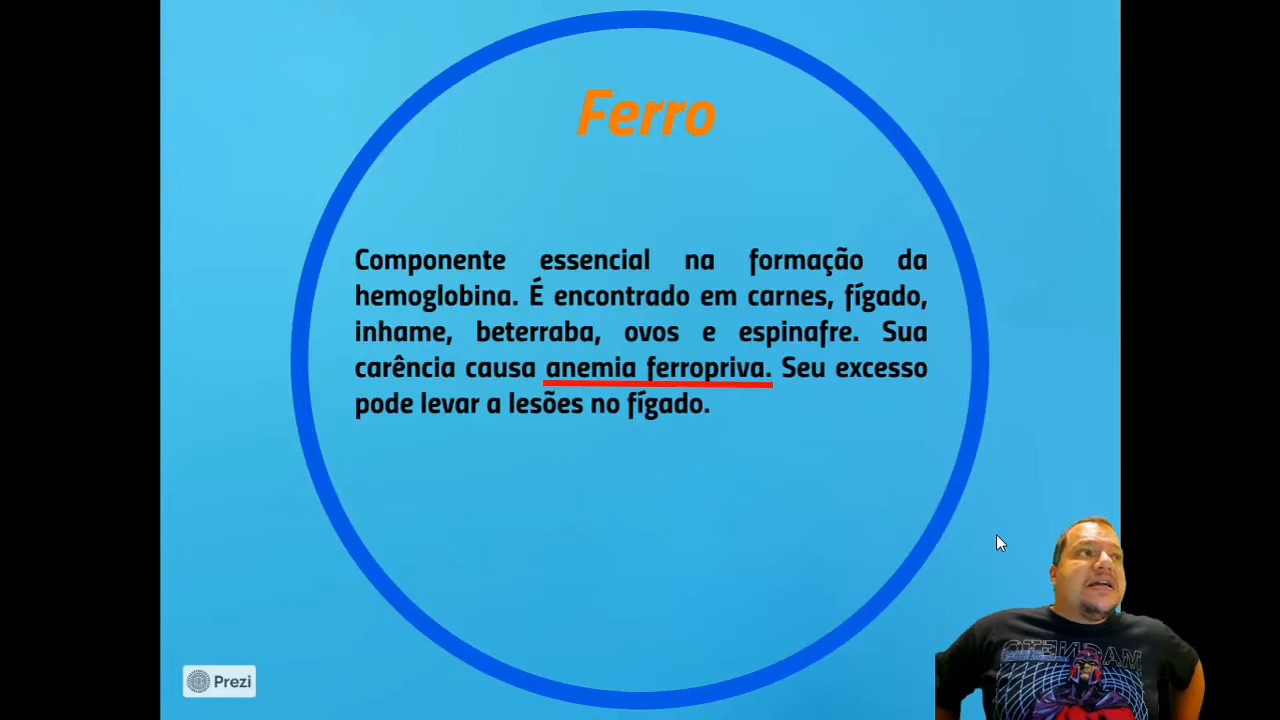 Ferro
Componente essencial na formação da
hemoglobina. É encontrado em carnes, fígado,
inhame, beterraba, ovos e espinafre. Sua
carência causa anemia ferropriva. Seu excesso
pode levar a lesões no fígado.
Prezi
MAGNETO